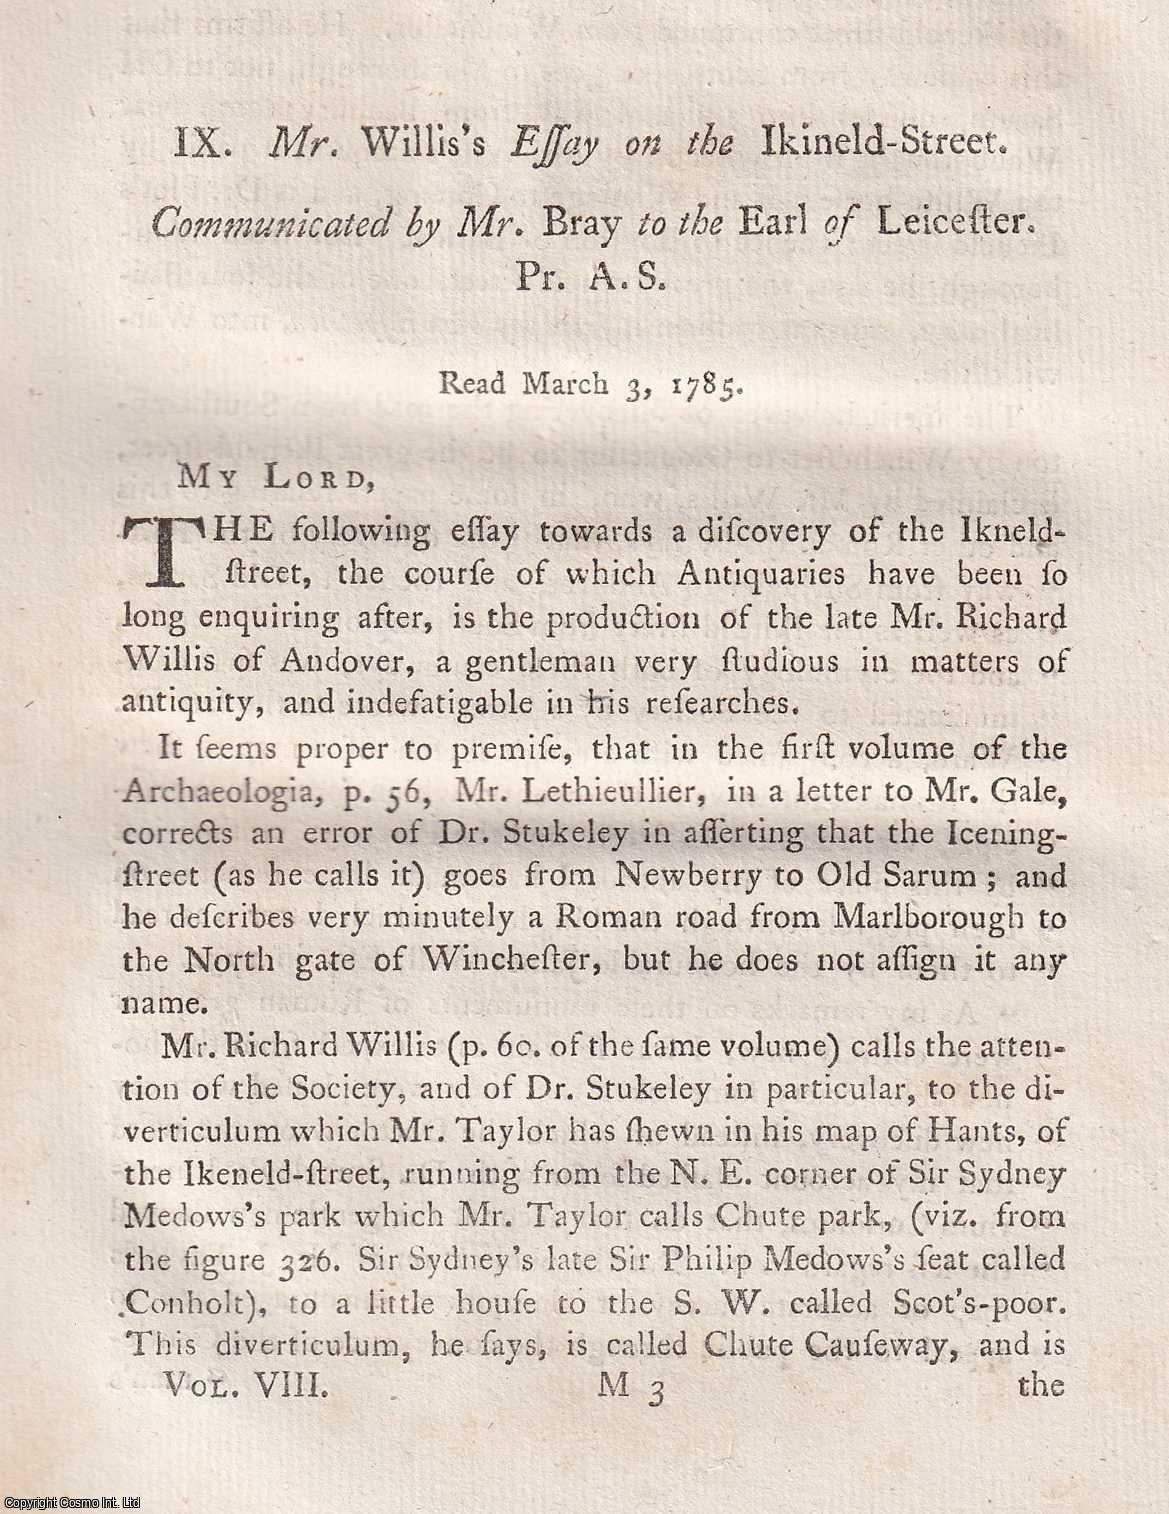 IX. Mr. Willis's Eſſay on the Ikineld-Street.
Communicated by Mr. Bray to the Earl of Leiceſter.
Pr. A.S.
Read March 3, 1785.
MY LORD,
THE following eſſay towards a diſcovery of the Ikneld-
ſtreet, the courſe of which Antiquaries have been ſo
long enquiring after, is the production of the late Mr. Richard
Willis of Andover, a gentleman very ſtudious in matters of
antiquity, and indefatigable in his reſearches.
It ſeems proper to premiſe, that in the firſt volume of the
Archaeologia, p. 56, Mr. Lethieullier, in a letter to Mr. Gale,
corrects an error of Dr. Stukeley in aſſerting that the Icening-
ſtreet (as he calls it) goes from Newberry to Old Sarum; and
he deſcribes very minutely a Roman road from Marlborough to
the North gate of Wincheſter, but he does not aſſign it any
name.
Mr. Richard Willis (p. 60. of the ſame volume) calls the atten-
tion of the Society, and of Dr. Stukeley in particular, to the di-
verticulum which Mr. Taylor has ſhewn in his map of Hants, of
the Ikeneld-ſtreet, running from the N. E. corner of Sir Sydney
Medows's park which Mr. Taylor calls Chute park, (viz. from
the figure 326. Sir Sydney's late Sir Philip Medows's ſeat called
Conholt), to a little houſe to the S. W. called Scot's-poor.
This diverticulum, he ſays, is called Chute Cauſeway, and is
VOL. VIII. M 3 the
Copyright Cosmo Int. Ltd